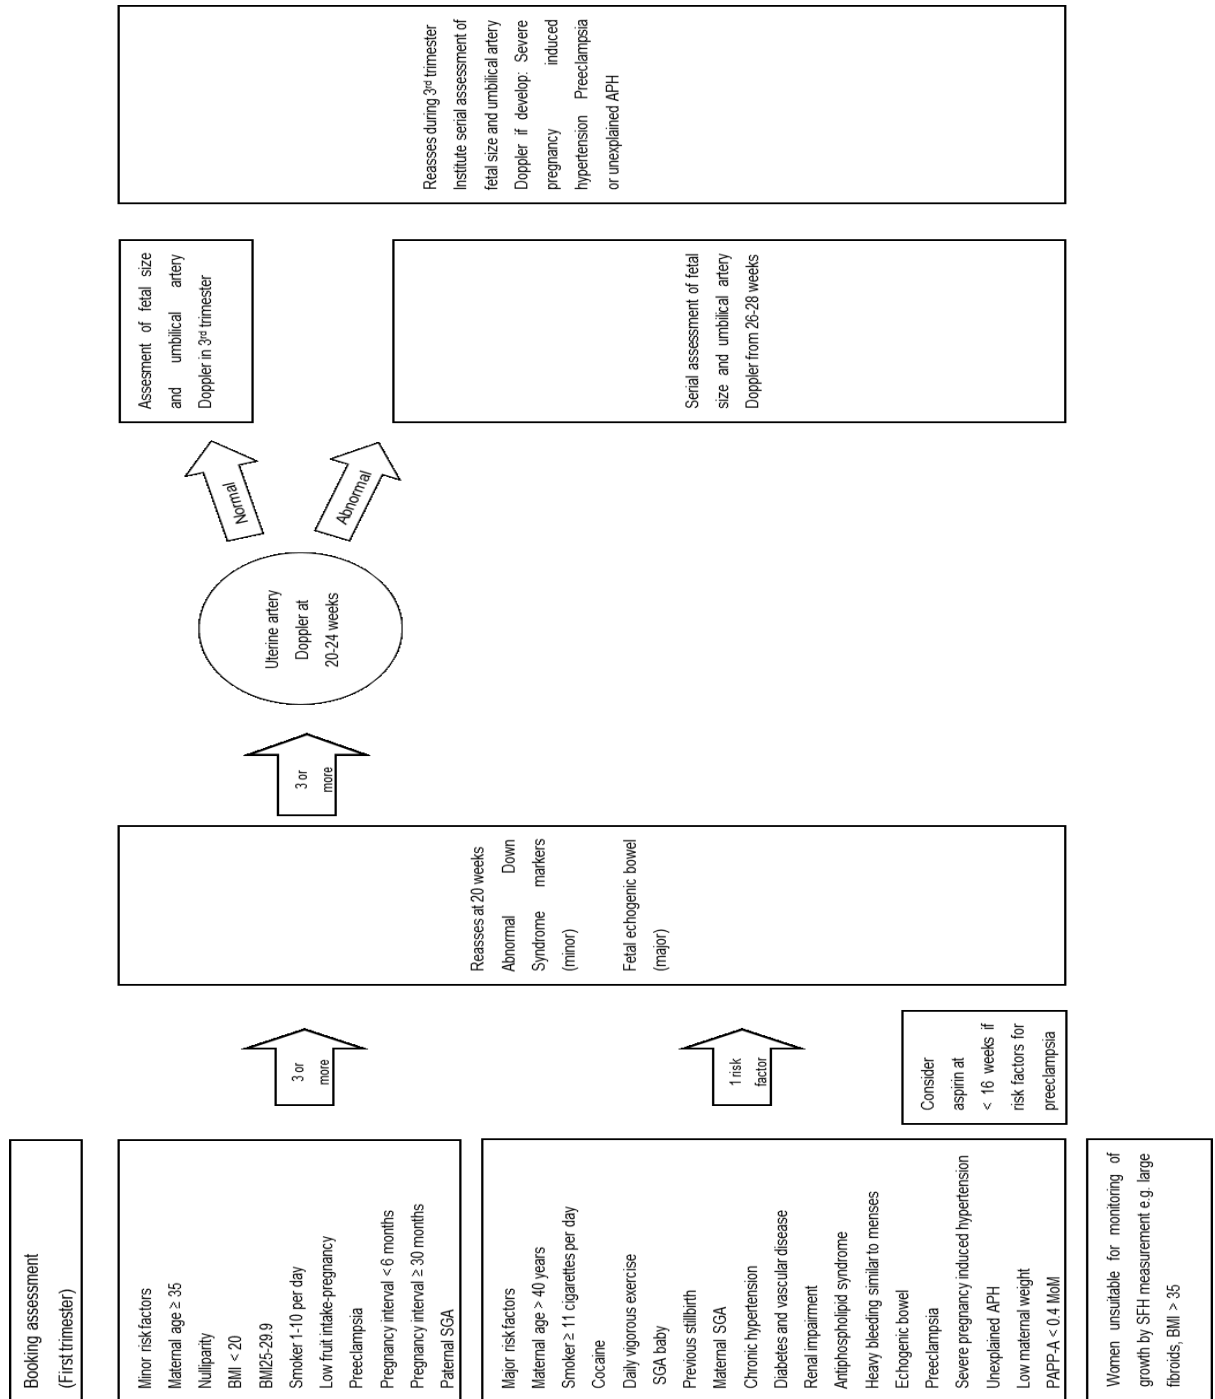 Booking assessment
(First trimester)
Minor risk factors
Maternal age ≥ 35
Nulliparity
BMI < 20
BMI25-29.9
Smoker 1-10 per day
Low fruit intake-pregnancy
Preeclampsia
Pregnancy interval < 6 months
Pregnancy interval ≥ 30 months
Paternal SGA
Major risk factors
Maternal age > 40 years
Smoker ≥ 11 cigarettes per day
Cocaine
Daily vigorous exercise
SGA baby
Previous stillbirth
Maternal SGA
Chronic hypertension
Diabetes and vascular disease
Renal impairment
Antiphospholipid syndrome
Heavy bleeding similar to menses
Echogenic bowel
Preeclampsia
Severe pregnancy induced hypertension
Unexplained APH
Low maternal weight
PAPP-A < 0.4 MoM
Women unsuitable for monitoring of
growth by SFH measurement e.g. large
fibroids, BMI > 35
3 or
more
1 risk
factor
Consider
aspirin at
< 16 weeks if
risk factors for
preeclampsia
Reasses at 20 weeks
Abnormal Down
Syndrome markers
(minor)
Fetal echogenic bowel
(major)
3 or
more
Uterine artery
Doppler at
20-24 weeks
Normal
Abnormal
Assesment of fetal size
and umbilical artery
Doppler in 3rd trimester
Serial assessment of fetal
size and umbilical artery
Doppler from 26-28 weeks
Reasses during 3rd trimester
Institute serial assessment of
fetal size and umbilical artery
Doppler if develop: Severe
pregnancy induced
hypertension Preeclampsia
or unexplained APH